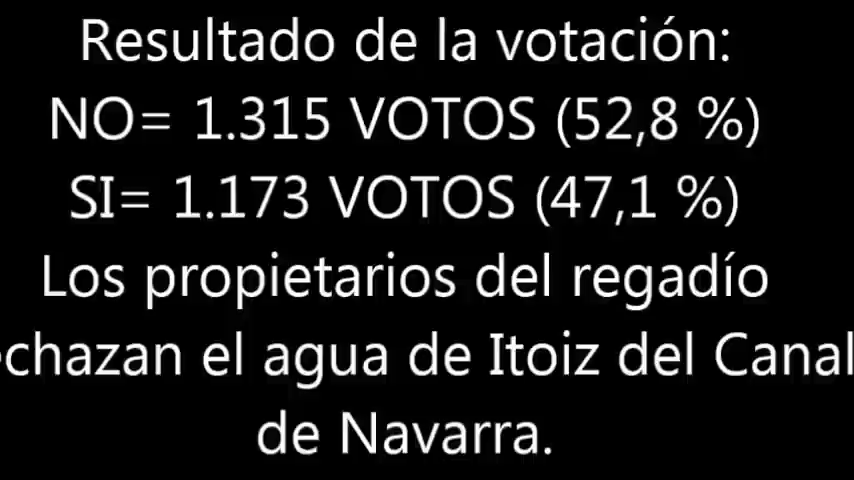 Resultado de la votación:
NO= 1.315 VOTOS (52,8 %)
SI= 1.173 VOTOS (47,1 %)
Los propietarios del regadío
chazan el agua de Itoiz del Canal
de Navarra.